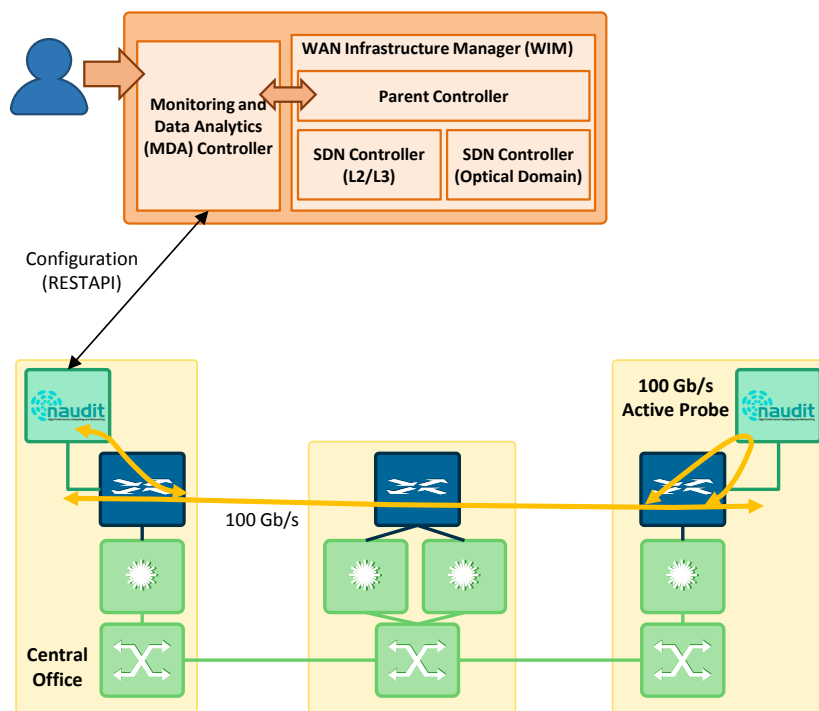 WAN Infrastructure Manager (WIM)
Monitoring and
Data Analytics
(MDA) Controller
Parent Controller
SDN Controller
(L2/L3)
SDN Controller
(Optical Domain)
Configuration
(RESTAPI)
naudit
100 Gb/s
Active Probe
naudit
100 Gb/s
Central
Office